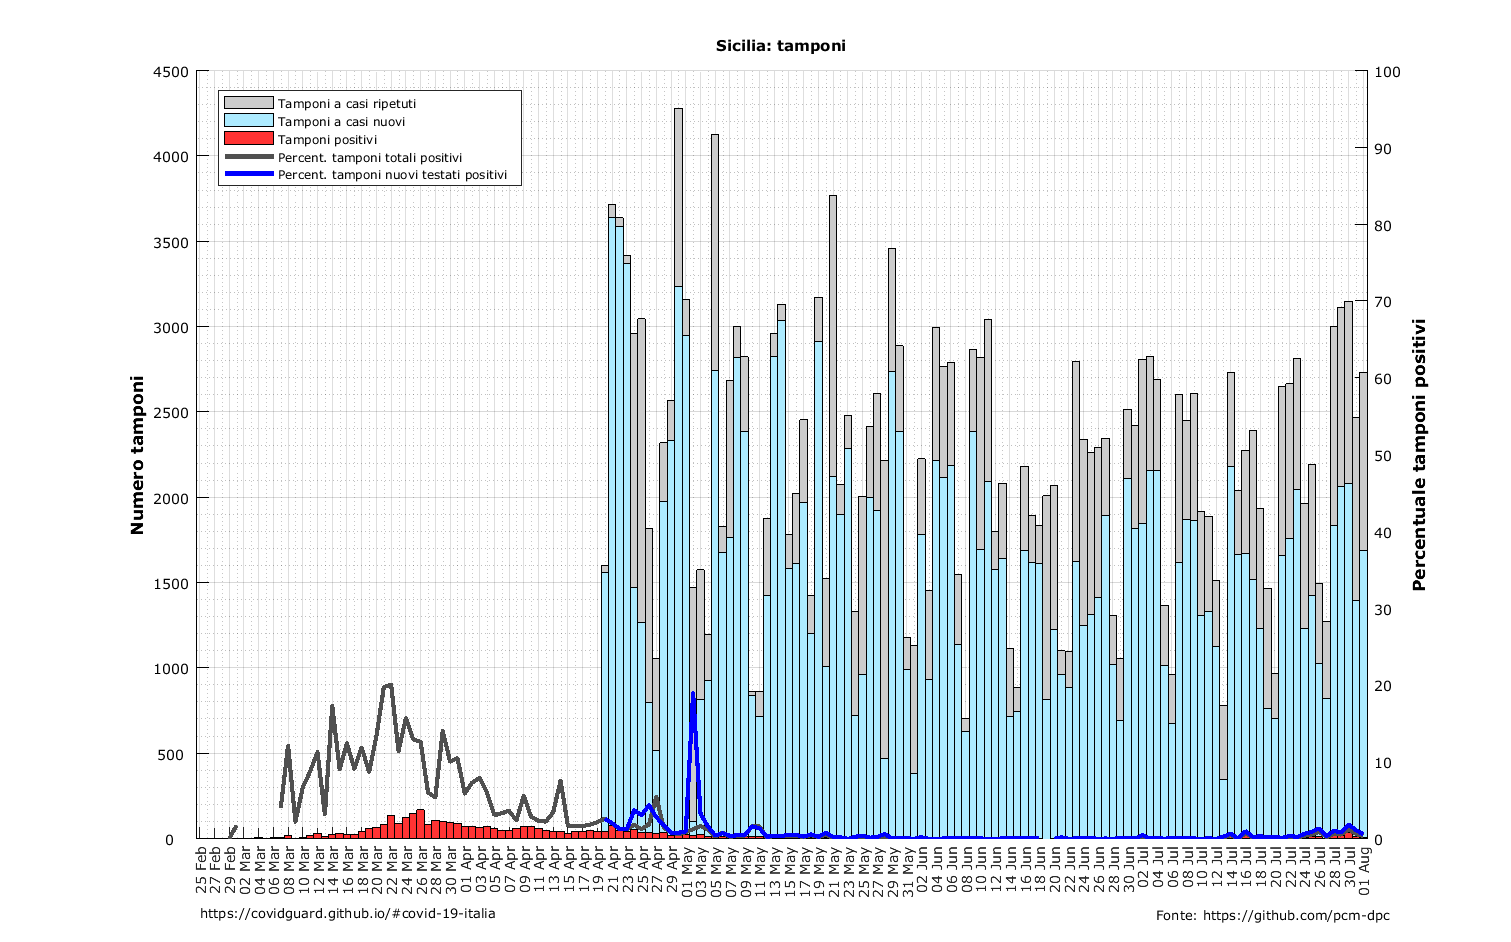 Sicilia: tamponi
4500
4000
3500
3000
2500
2000
1500
1000
500
0
Numero tamponi
Tamponi a casi ripetuti
Tamponi a casi nuovi
Tamponi positivi
Percent. tamponi totali positivi
Percent. tamponi nuovi testati positivi
100
90
80
70
60
50
40
30
20
10
0
Percentuale tamponi positivi
25 Feb
27 Feb
29 Feb
02 Mar
04 Mar
06 Mar
08 Mar
10 Mar
12 Mar
14 Mar
16 Mar
18 Mar
20 Mar
22 Mar
24 Mar
26 Mar
28 Mar
30 Mar
01 Apr
03 Apr
05 Apr
07 Apr
09 Apr
11 Apr
13 Apr
15 Apr
17 Apr
19 Apr
21 Apr
23 Apr
25 Apr
27 Apr
29 Apr
01 May
03 May
05 May
07 May
09 May
11 May
13 May
15 May
17 May
19 May
21 May
23 May
25 May
27 May
29 May
31 May
02 Jun
04 Jun
06 Jun
08 Jun
10 Jun
12 Jun
14 Jun
16 Jun
18 Jun
20 Jun
22 Jun
24 Jun
26 Jun
28 Jun
30 Jun
02 Jul
04 Jul
06 Jul
08 Jul
10 Jul
12 Jul
14 Jul
16 Jul
18 Jul
20 Jul
22 Jul
24 Jul
26 Jul
28 Jul
30 Jul
01 Aug
https://covidguard.github.io/#covid-19-italia
Fonte: https://github.com/pcm-dpc